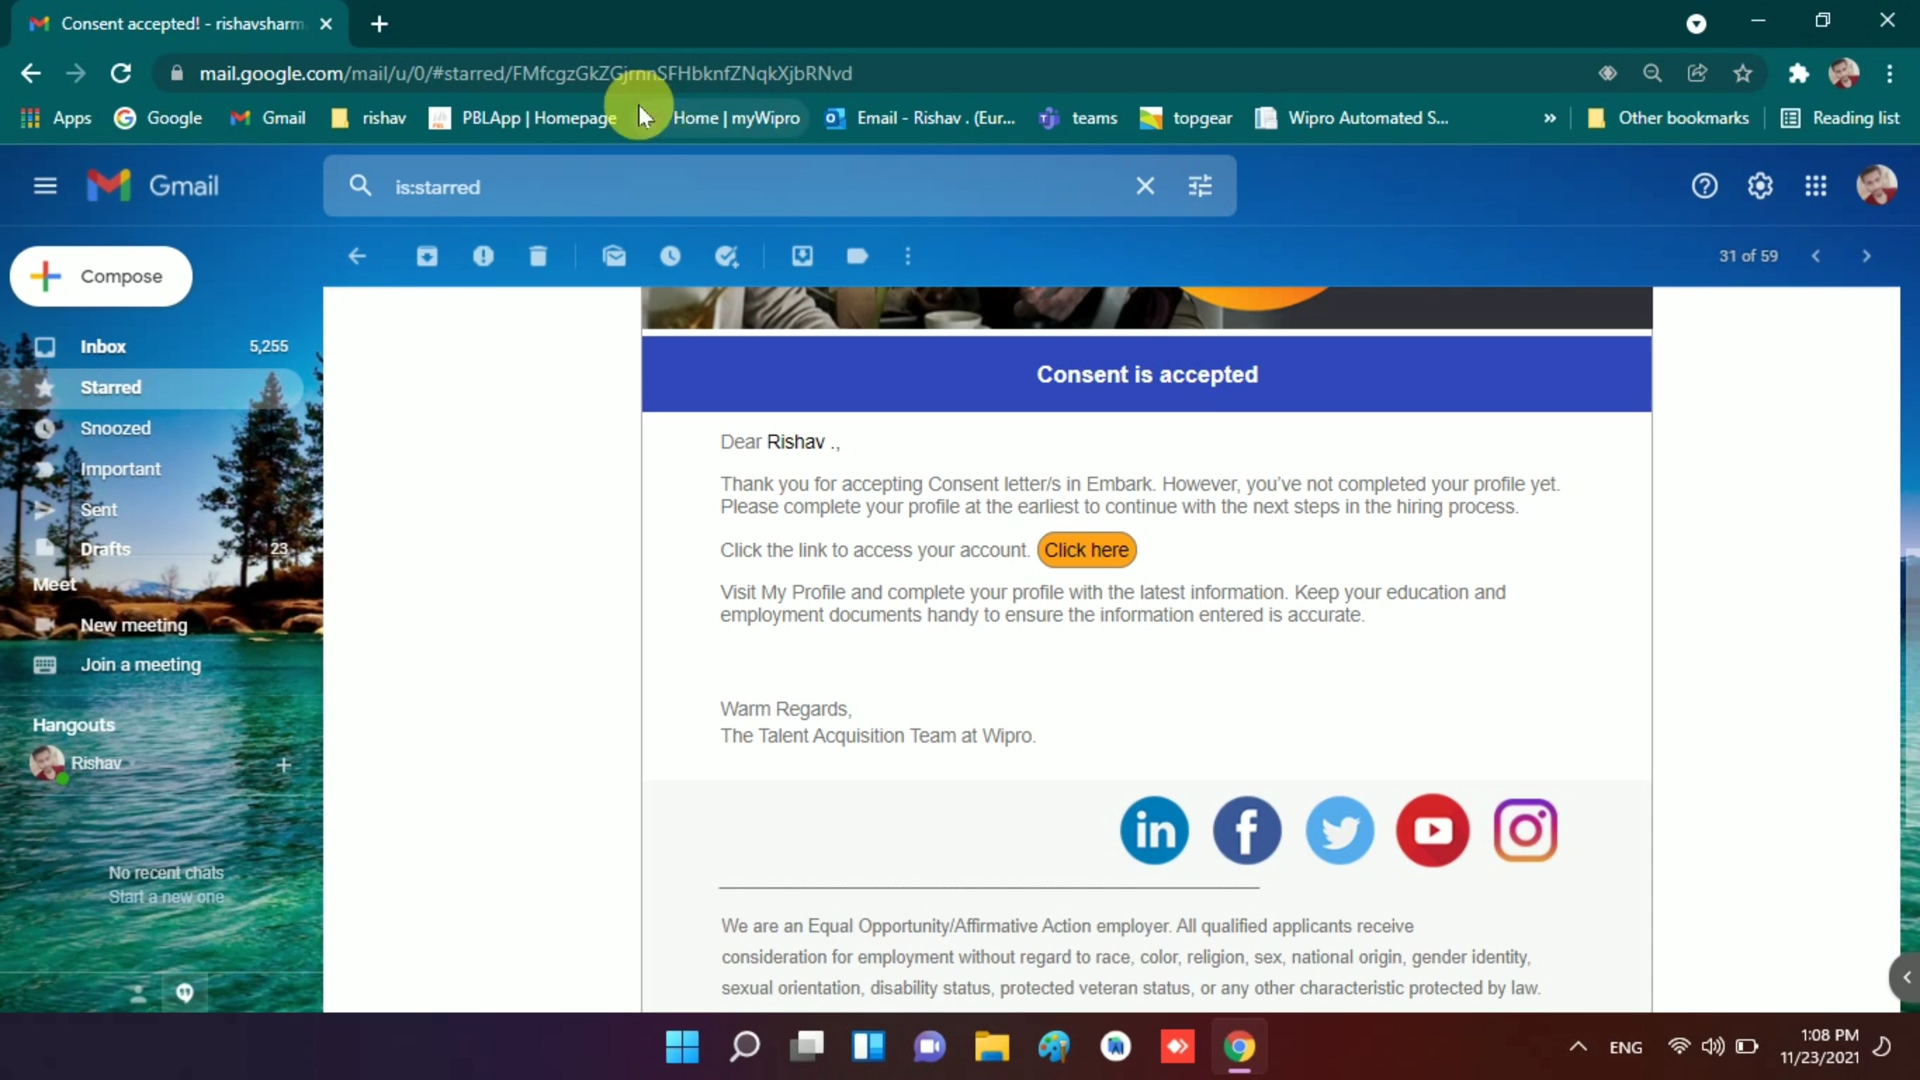 Consent accepted! - rishavsharm
mail.google.com/mail/u/0/#starred/FMfcgzGkZGjrnnSFHbknfZNqkXjbRNvd
Apps Google Gmail rishav PBLApp | Homepage Home | myWipro Email - Rishav . (Eur... teams topgear Wipro Automated S... » Other bookmarks Reading list
Gmail
is:starred
Compose
31 of 59
Inbox 5,255
Starred
Snoozed
Important
Sent
Drafts 23
Meet
New meeting
Join a meeting
Hangouts
Rishav
No recent chats
Start a new one
Consent is accepted
Dear Rishav .,
Thank you for accepting Consent letter/s in Embark. However, you've not completed your profile yet.
Please complete your profile at the earliest to continue with the next steps in the hiring process.
Click the link to access your account. Click here
Visit My Profile and complete your profile with the latest information. Keep your education and
employment documents handy to ensure the information entered is accurate.
Warm Regards,
The Talent Acquisition Team at Wipro.
in f
We are an Equal Opportunity/Affirmative Action employer. All qualified applicants receive
consideration for employment without regard to race, color, religion, sex, national origin, gender identity,
sexual orientation, disability status, protected veteran status, or any other characteristic protected by law.
ENG
1:08 PM
11/23/2021